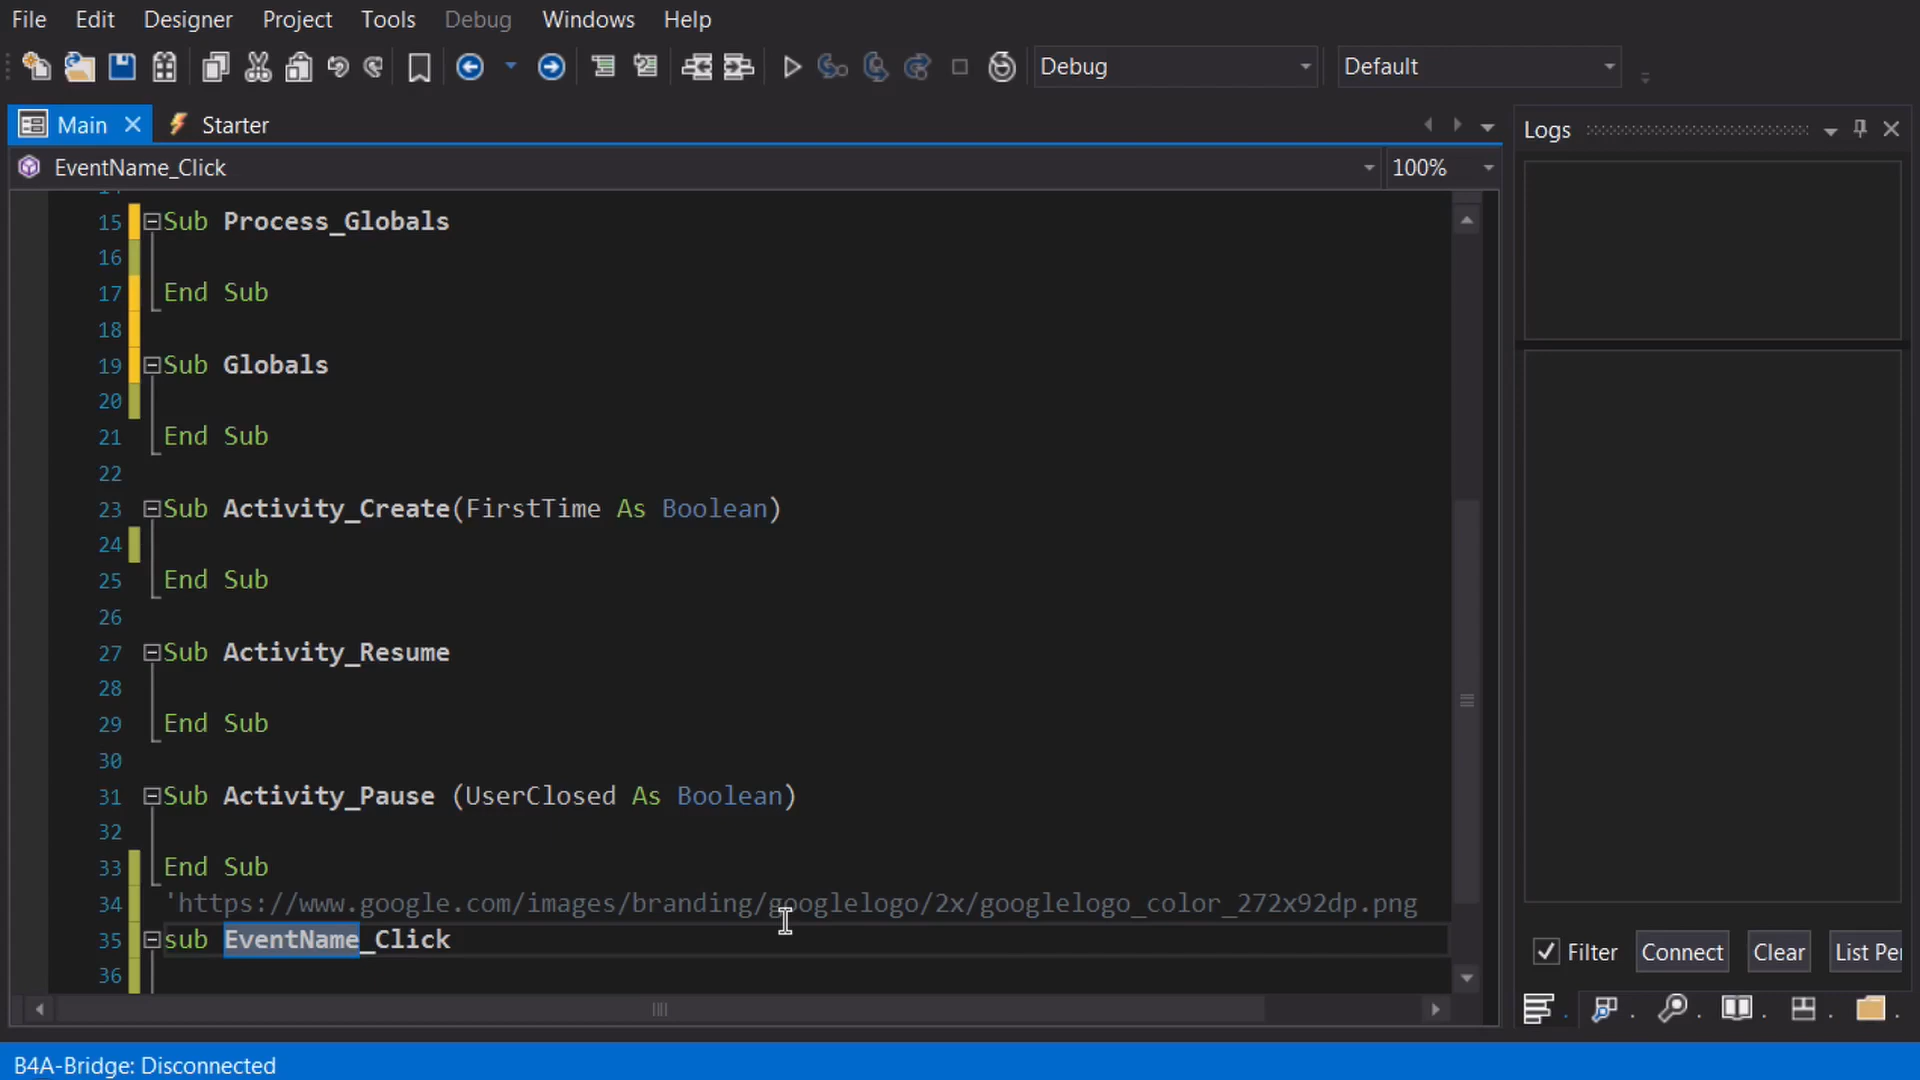 File Edit Designer Project Tools Debug Windows Help
Debug Default
Main Starter
Logs
EventName_Click 100%
15 Sub Process_Globals
16
17 End Sub
18
19 Sub Globals
20
21 End Sub
22
23 Sub Activity_Create(FirstTime As Boolean)
24
25 End Sub
26
27 Sub Activity_Resume
28
29 End Sub
30
31 Sub Activity_Pause (UserClosed As Boolean)
32
33 End Sub
34 'https://www.google.com/images/branding/googlelogo/2x/googlelogo_color_272x92dp.png
35 sub EventName_Click
36
Filter Connect Clear List Per
B4A-Bridge: Disconnected